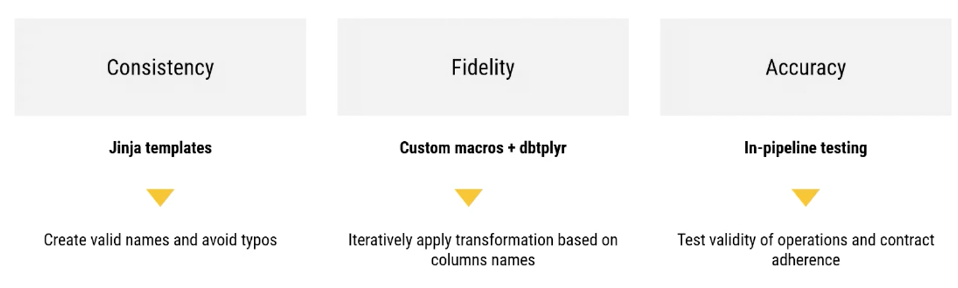 Consistency
Jinja templates
Create valid names and avoid typos
Fidelity
Custom macros + dbtplyr
Iteratively apply transformation based on
columns names
Accuracy
In-pipeline testing
Test validity of operations and contract
adherence